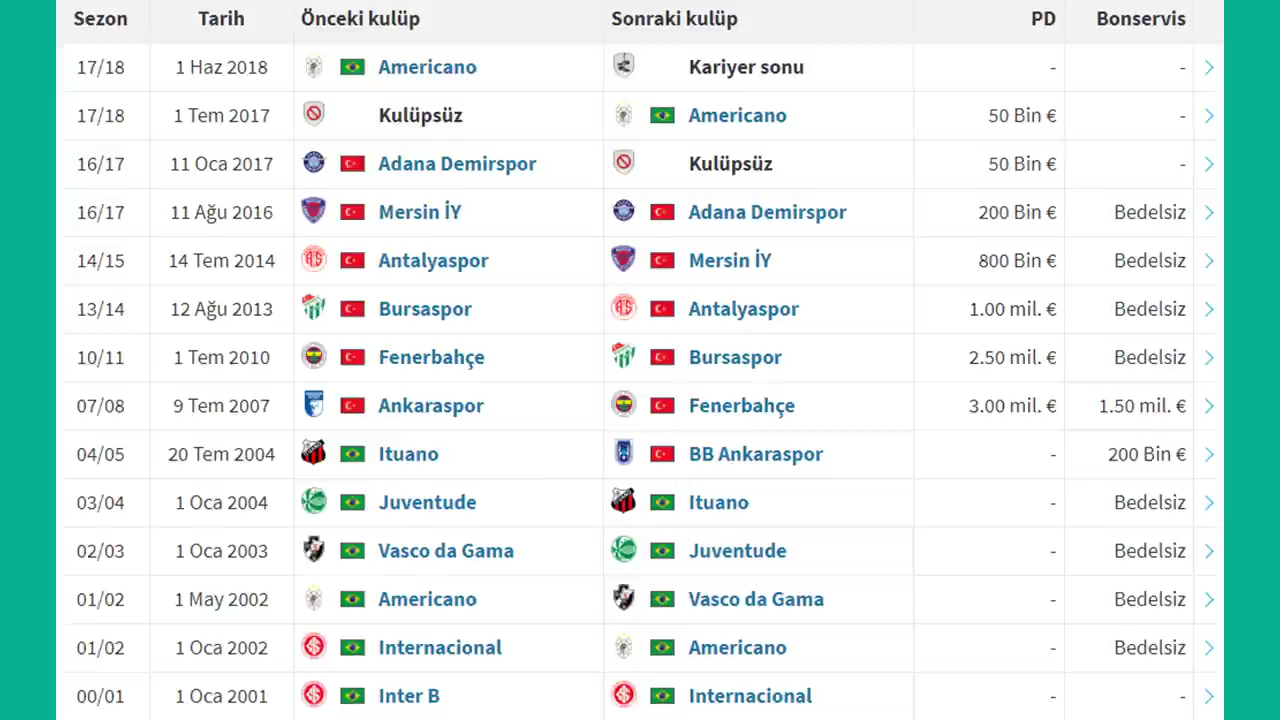 Sezon Tarih Önceki kulüp Sonraki kulüp PD Bonservis
17/18 1 Haz 2018 Americano Kariyer sonu - -
17/18 1 Tem 2017 Kulüpsüz Americano 50 Bin € -
16/17 11 Oca 2017 Adana Demirspor Kulüpsüz 50 Bin € -
16/17 11 Ağu 2016 Mersin İY Adana Demirspor 200 Bin € Bedelsiz
14/15 14 Tem 2014 Antalyaspor Mersin İY 800 Bin € Bedelsiz
13/14 12 Ağu 2013 Bursaspor Antalyaspor 1.00 mil. € Bedelsiz
10/11 1 Tem 2010 Fenerbahçe Bursaspor 2.50 mil. € Bedelsiz
07/08 9 Tem 2007 Ankaraspor Fenerbahçe 3.00 mil. € 1.50 mil. €
04/05 20 Tem 2004 Ituano BB Ankaraspor - 200 Bin €
03/04 1 Oca 2004 Juventude Ituano - Bedelsiz
02/03 1 Oca 2003 Vasco da Gama Juventude - Bedelsiz
01/02 1 May 2002 Americano Vasco da Gama - Bedelsiz
01/02 1 Oca 2002 Internacional Americano - Bedelsiz
00/01 1 Oca 2001 Inter B Internacional - -